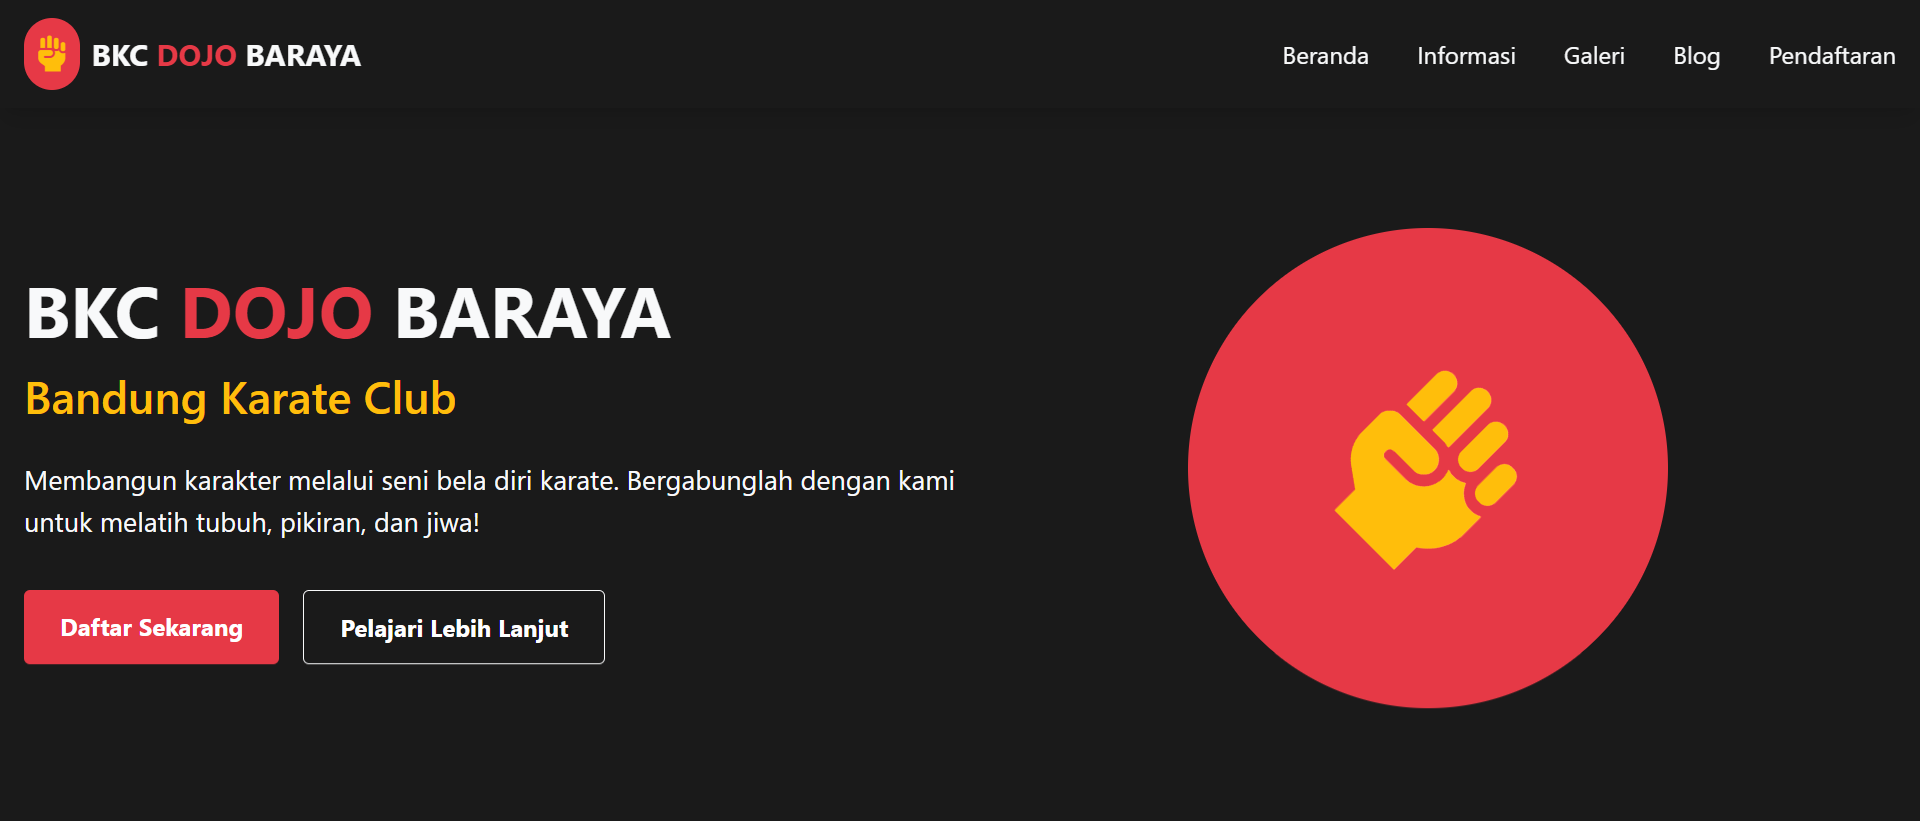 BKC DOJO BARAYA
Beranda
Informasi
Galeri
Blog
Pendaftaran
BKC DOJO BARAYA
Bandung Karate Club
Membangun karakter melalui seni bela diri karate. Bergabunglah dengan kami
untuk melatih tubuh, pikiran, dan jiwa!
Daftar Sekarang
Pelajari Lebih Lanjut